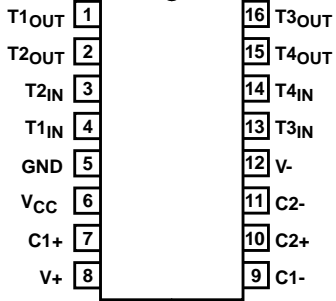 T1OUT 1 16 T3OUT
T2OUT 2 15 T4OUT
T2IN 3 14 T4IN
T1IN 4 13 T3IN
GND 5 12 V-
VCC 6 11 C2-
C1+ 7 10 C2+
V+ 8 9 C1-